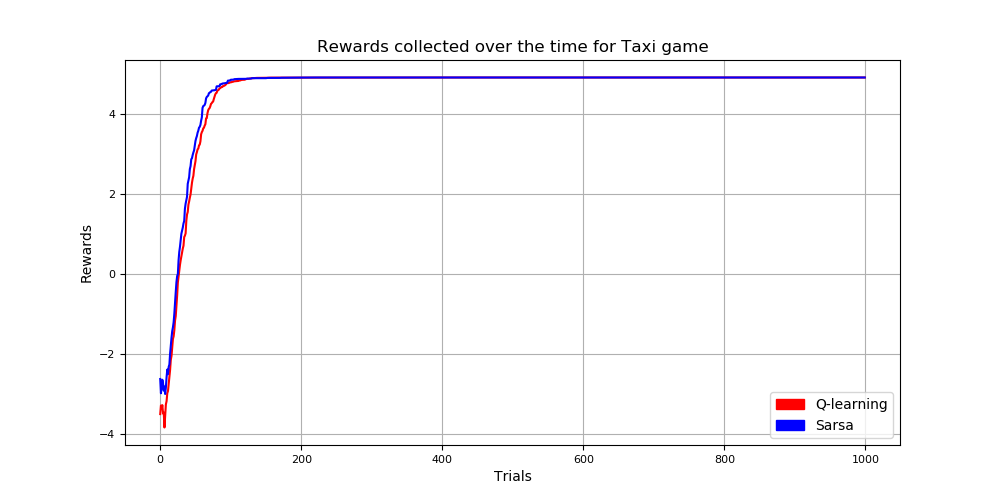 Rewards collected over the time for Taxi game
Rewards
4
2
0
−2
−4
0 200 400 600 800 1000
Trials
Q-learning
Sarsa